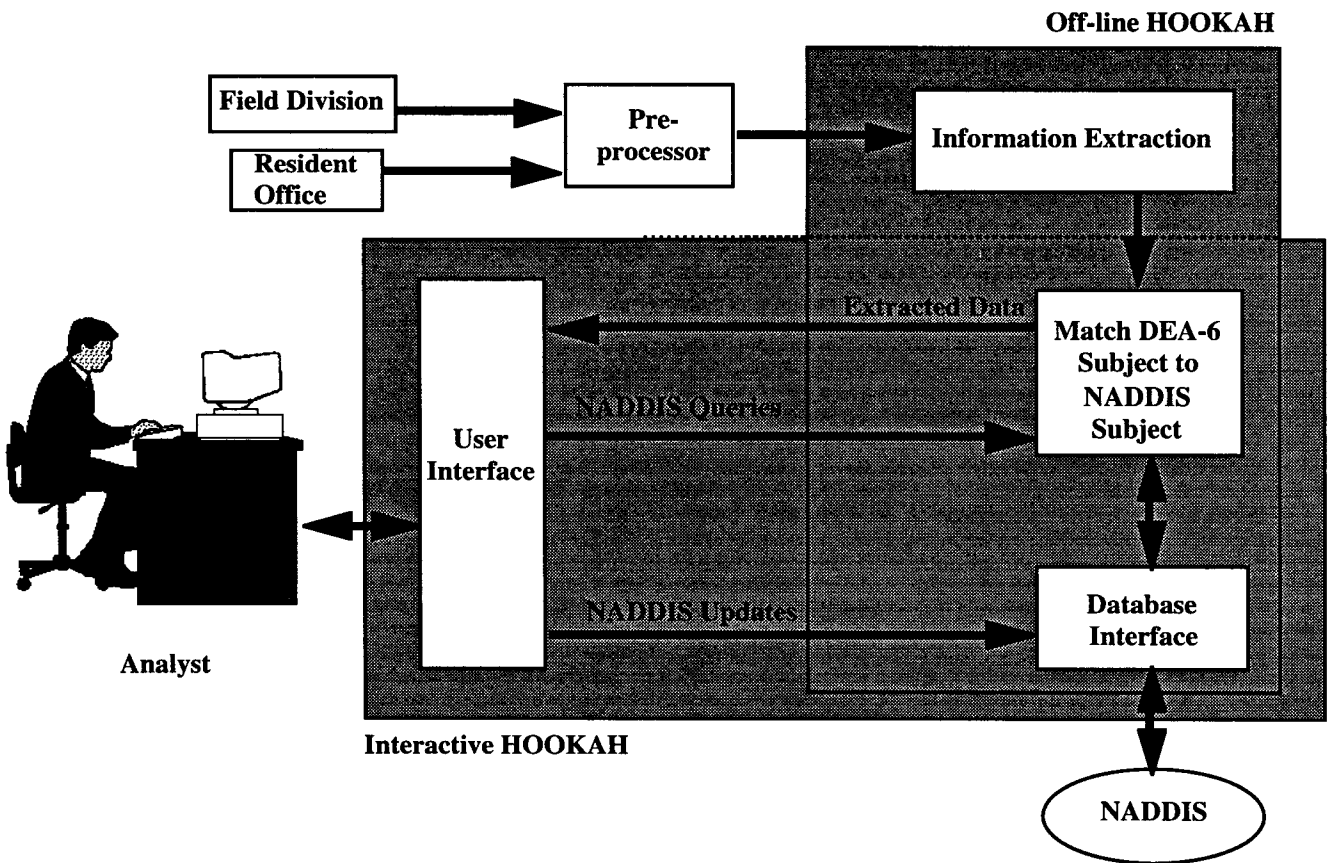 Off-line HOOKAH
Field Division
Resident
Office
Pre-
processor
Information Extraction
Extracted Data
Match DEA-6
Subject to
NADDIS
Subject
NADDIS Queries
User
Interface
NADDIS Updates
Database
Interface
Analyst
Interactive HOOKAH
NADDIS